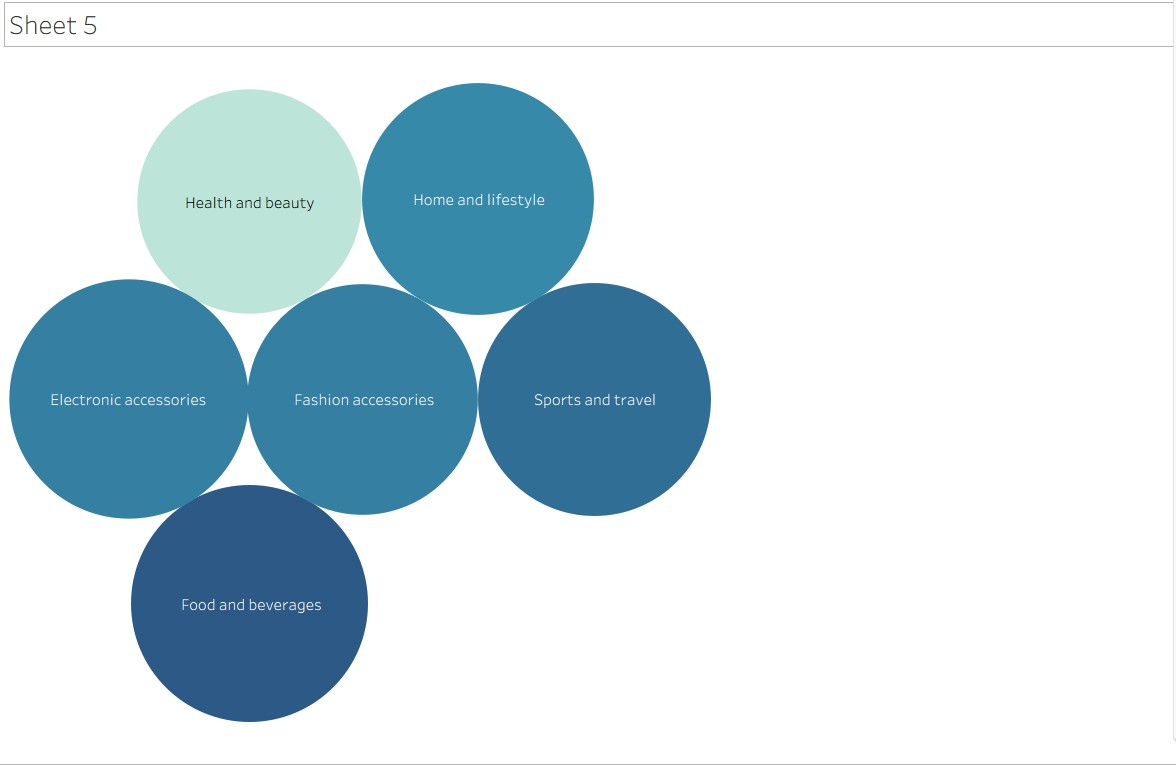 Sheet 5
Health and beauty
Home and lifestyle
Electronic accessories
Fashion accessories
Sports and travel
Food and beverages